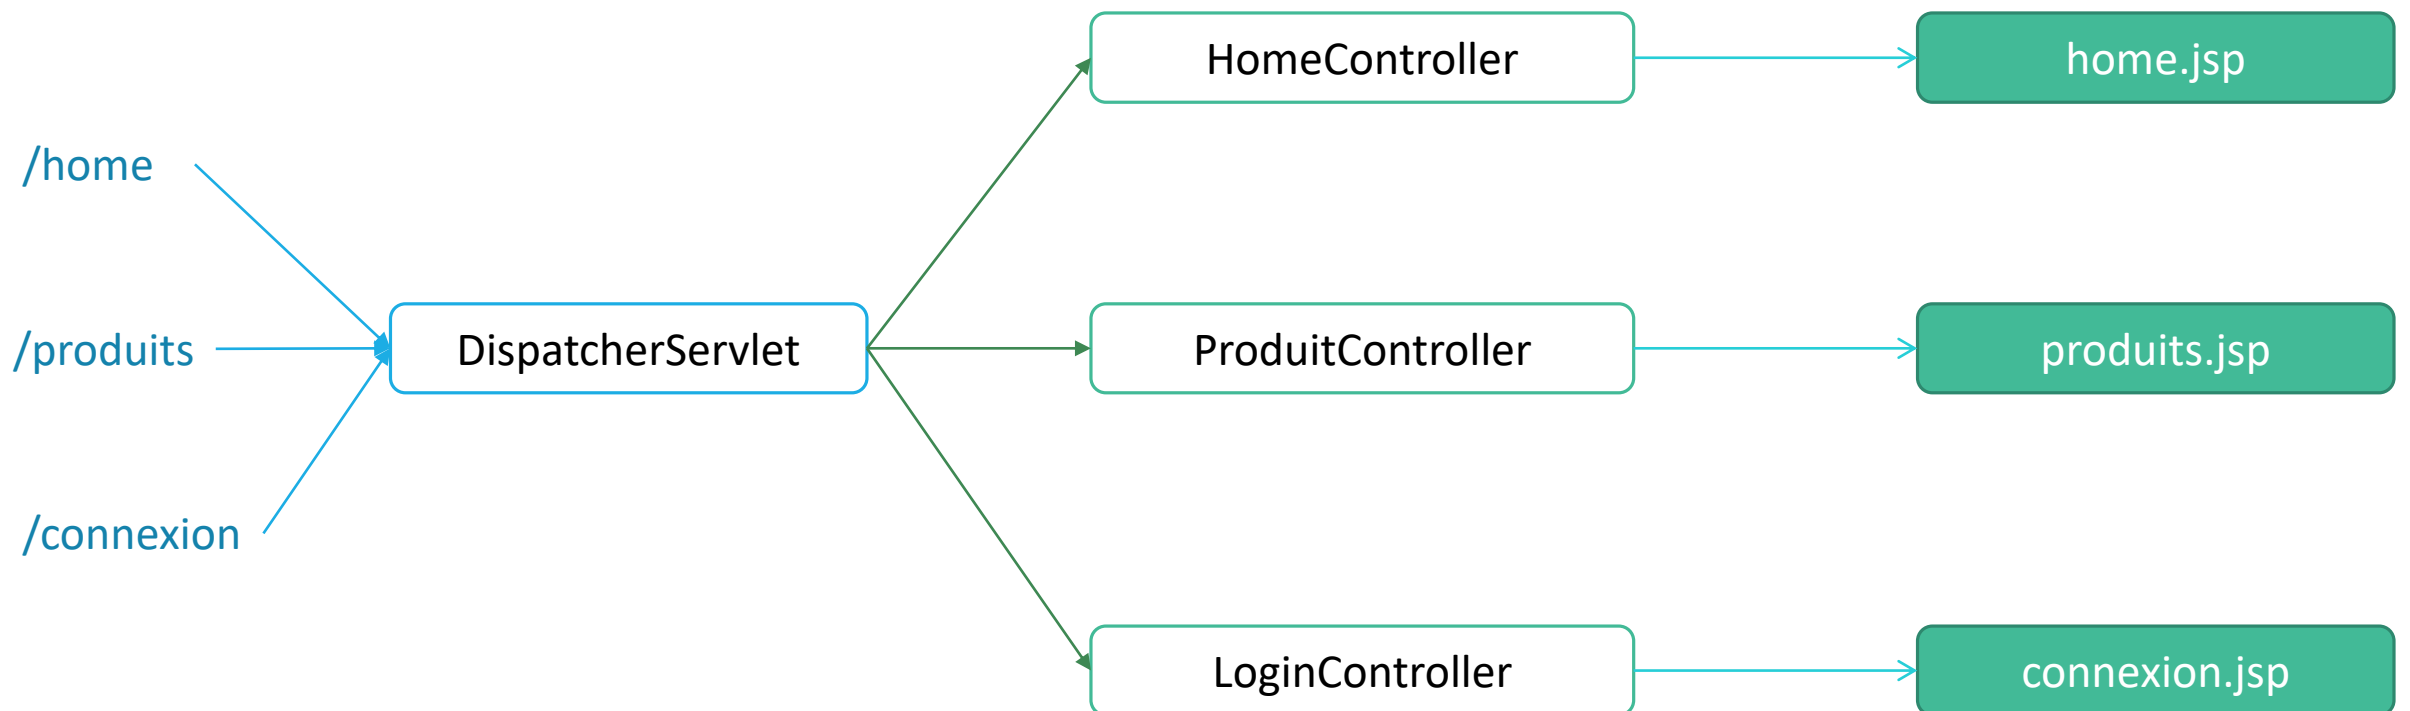 /home
/produits
/connexion
DispatcherServlet
HomeController
ProduitController
LoginController
home.jsp
produits.jsp
connexion.jsp